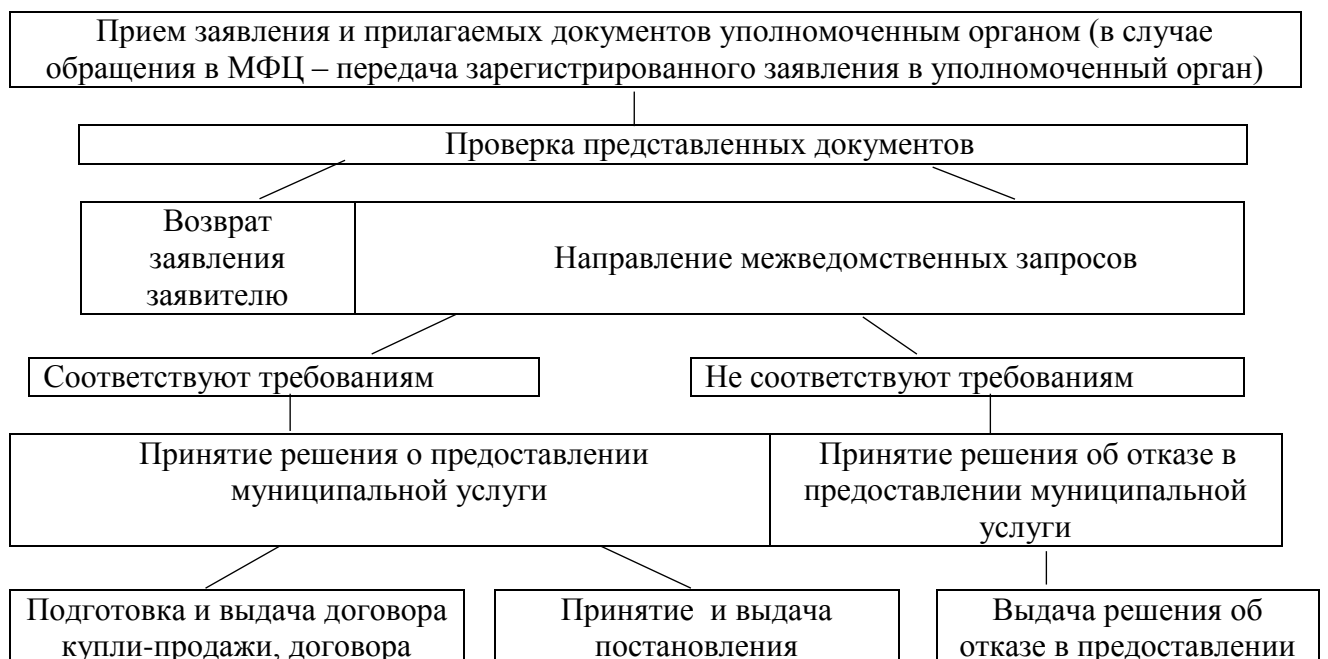 Прием заявления и прилагаемых документов уполномоченным органом (в случае
обращения в МФЦ – передача зарегистрированного заявления в уполномоченный орган)
Проверка представленных документов
Возврат
заявления
заявителю
Направление межведомственных запросов
Соответствуют требованиям
Не соответствуют требованиям
Принятие решения о предоставлении
муниципальной услуги
Принятие решения об отказе в
предоставлении муниципальной
услуги
Подготовка и выдача договора
купли-продажи, договора
Принятие и выдача
постановления
Выдача решения об
отказе в предоставлении